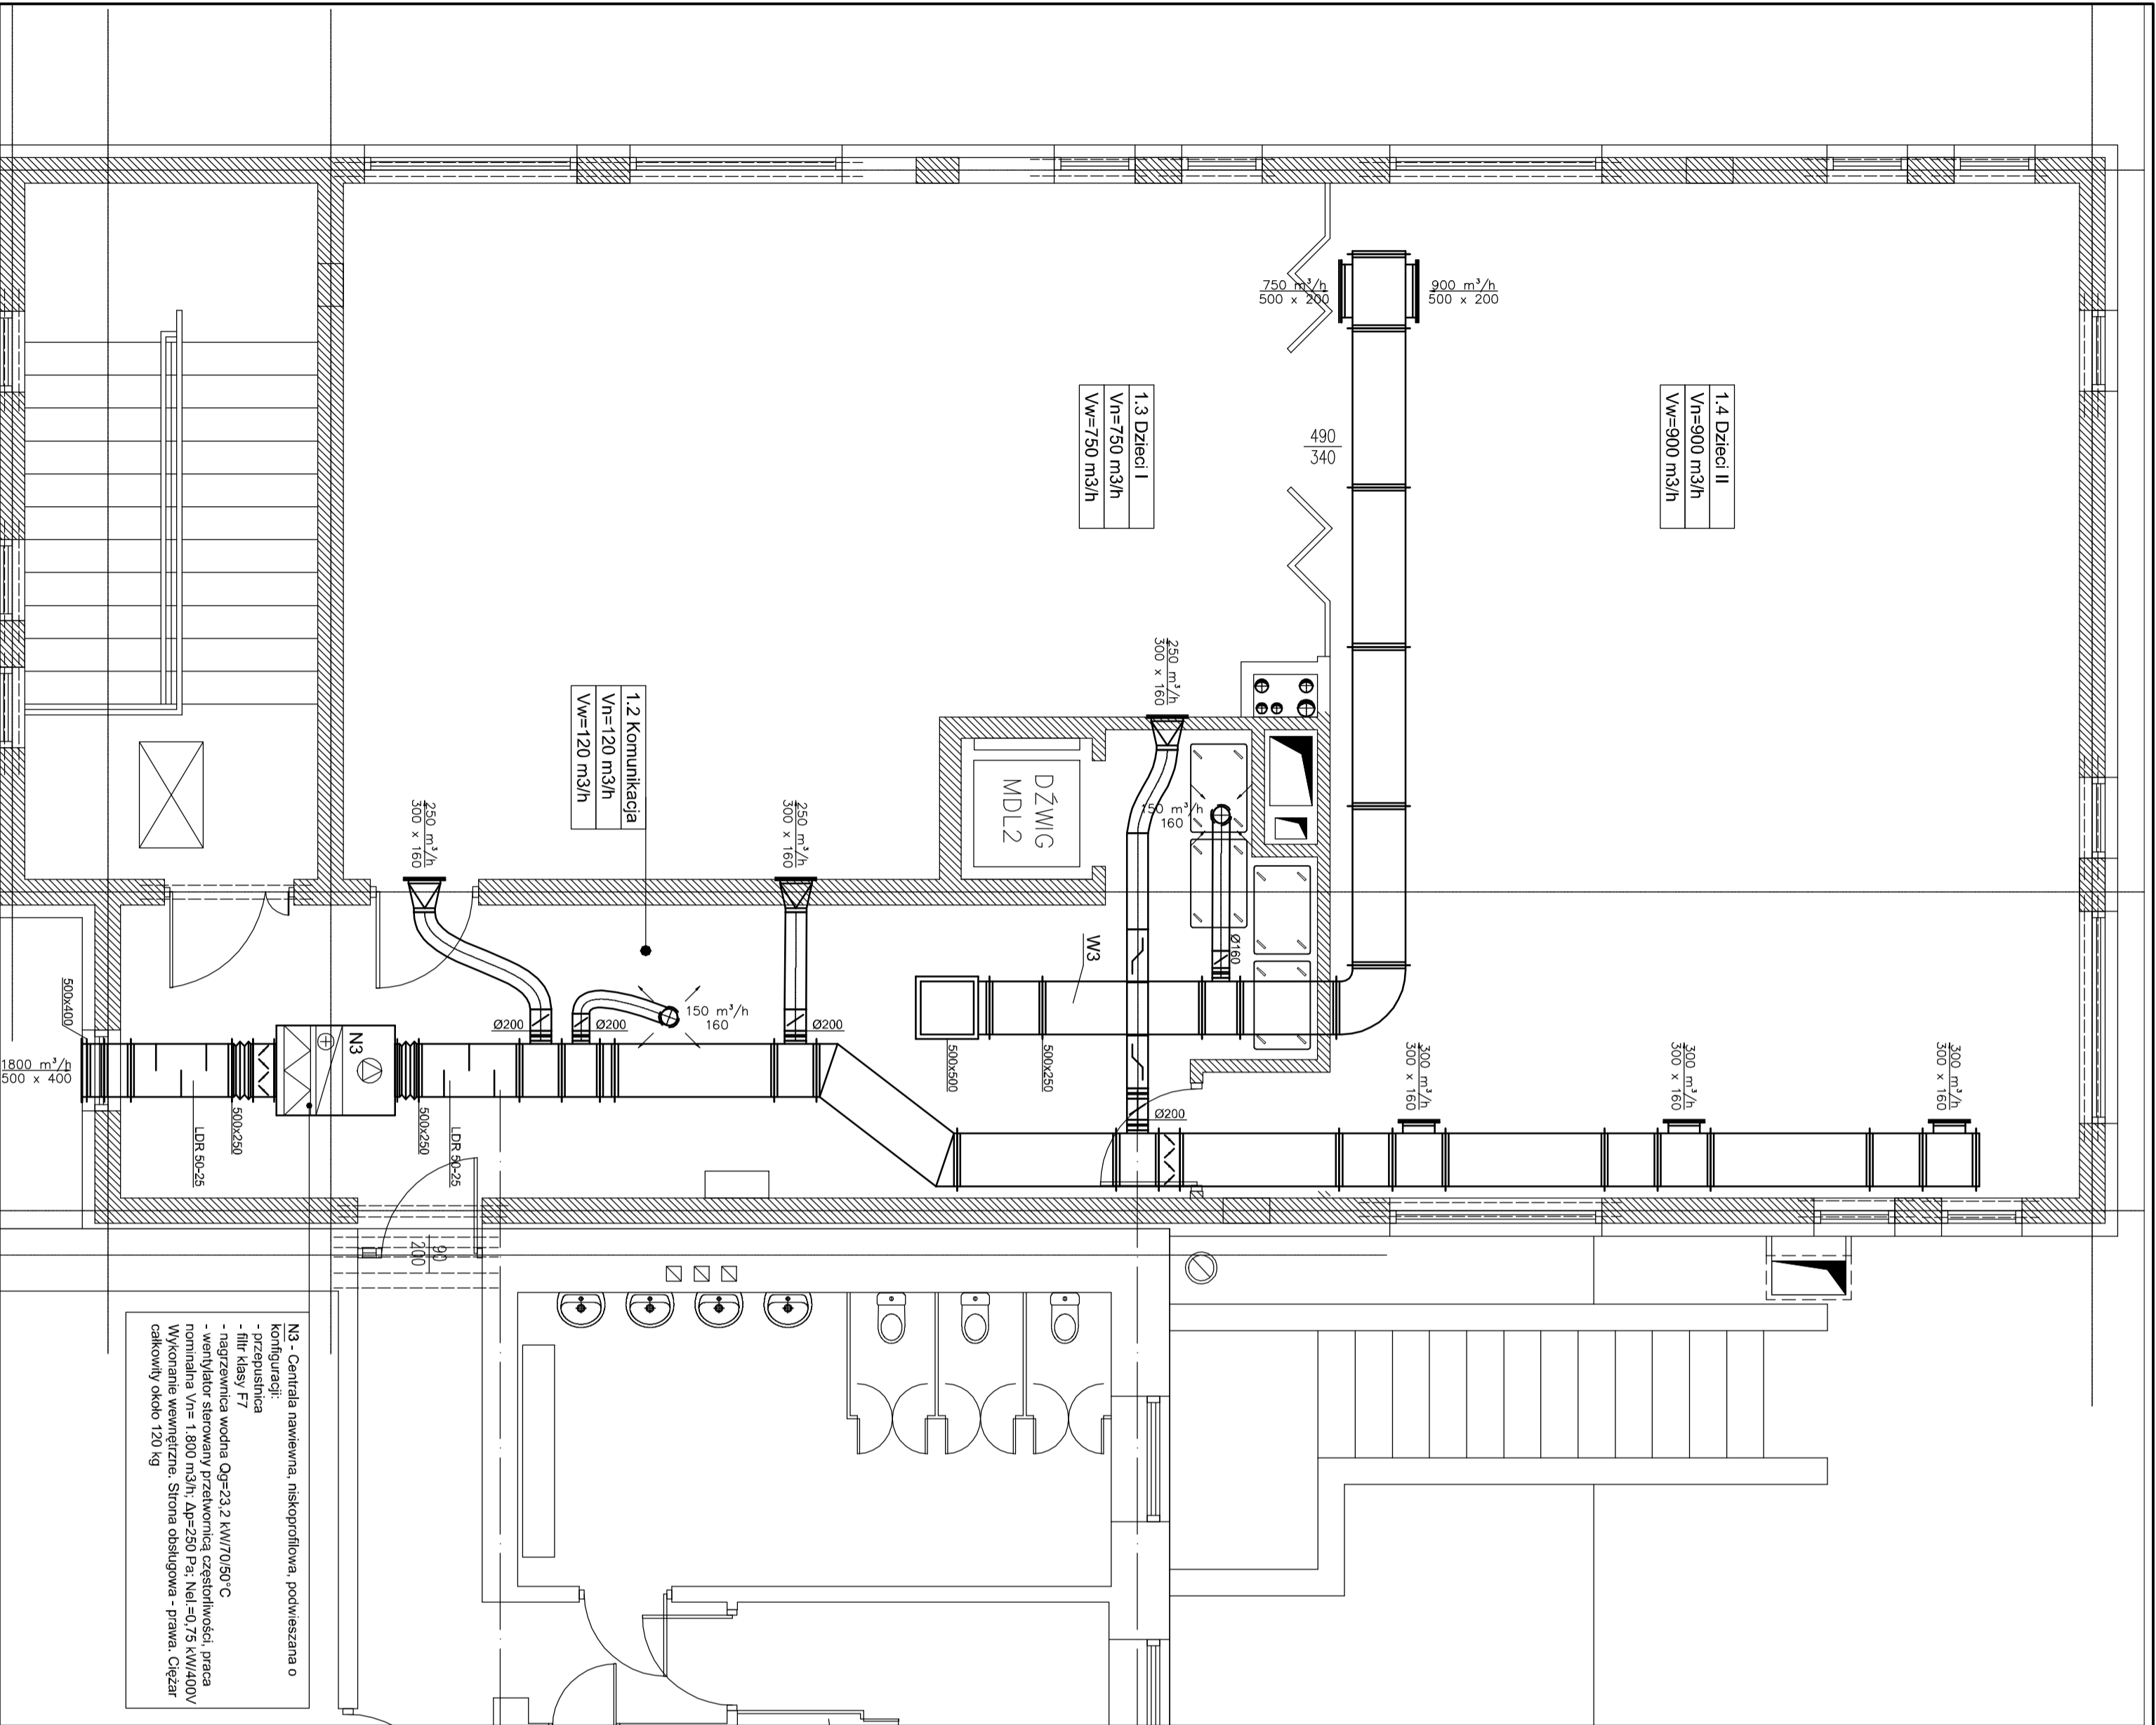 750 m³/h
500 x 200
900 m³/h
500 x 200
1.3 Dzieci I
Vn=750 m3/h
Vw=750 m3/h
490
340
1.4 Dzieci II
Vn=900 m3/h
Vw=900 m3/h
250 m³/h
300 x 160
1.2 Komunikacja
Vn=120 m3/h
Vw=120 m3/h
DŹWIG
MDL2
150 m³/h
160
250 m³/h
300 x 160
250 m³/h
300 x 160
W3
Ø160
500x400
1800 m³/h
500 x 400
N3
Ø200
Ø200
150 m³/h
160
Ø200
500x500
500x250
Ø200
300 m³/h
300 x 160
300 m³/h
300 x 160
300 m³/h
300 x 160
LDR 50-25
500x250
500x250
LDR 50-25
90
200
N3 - Centrala nawiewna, niskoprofilowa, podwieszana o
konfiguracji:
- przepustnica
- filtr klasy F7
- nagrzewnica wodna Qg=23,2 kW/70/50°C
- wentylator sterowany przetwornicą częstorliwości, praca
nominalna Vn= 1.800 m3/h; Δp=250 Pa; Nel.=0,75 kW/400V
Wykonanie wewnętrzne. Strona obsługowa - prawa. Ciężar
całkowity około 120 kg